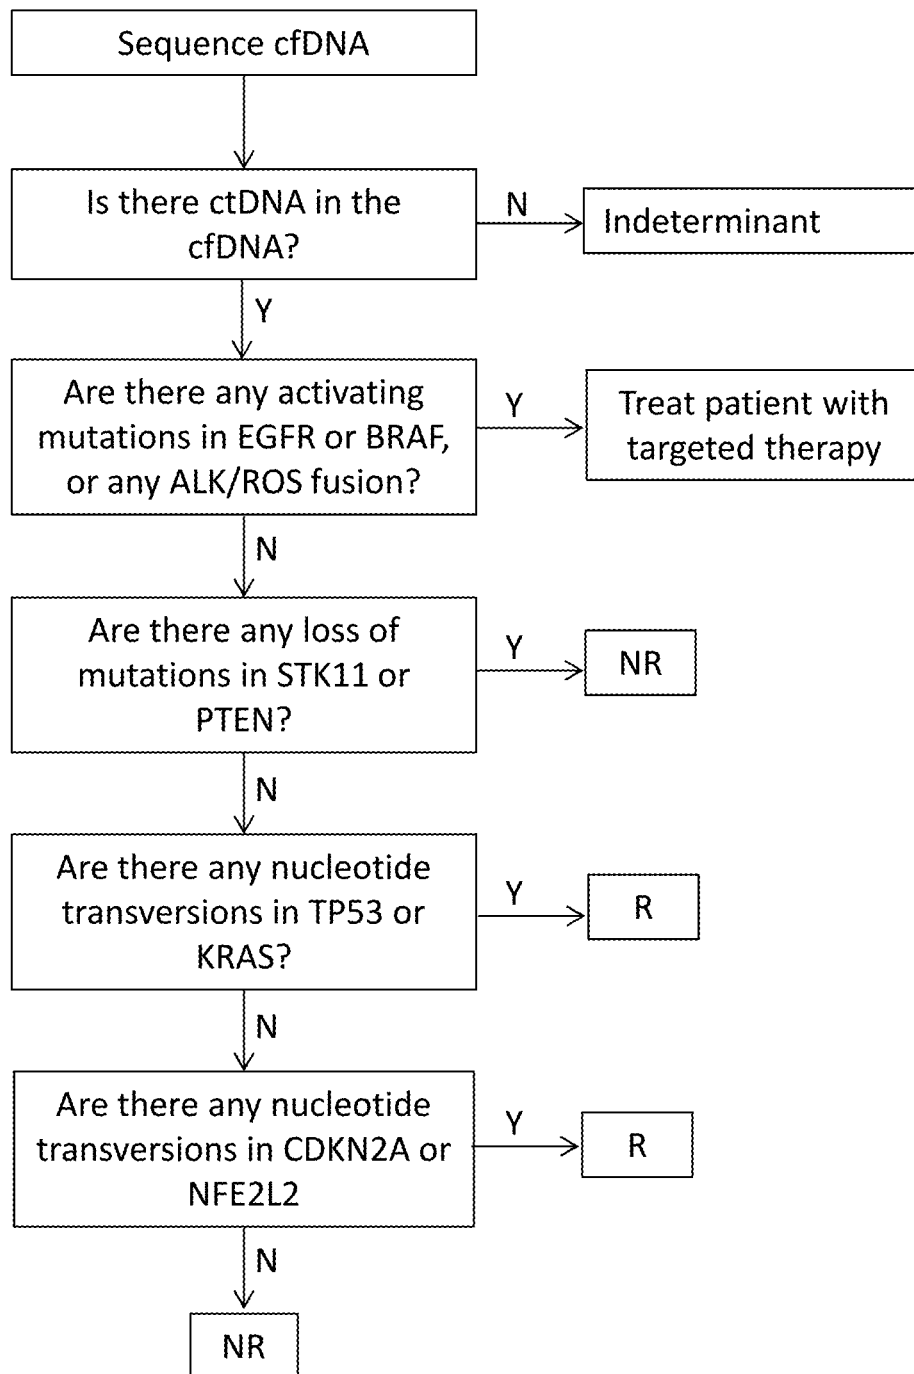 Sequence cfDNA
Is there ctDNA in the
cfDNA?
N
Indeterminant
Y
Are there any activating
mutations in EGFR or BRAF,
or any ALK/ROS fusion?
Y
Treat patient with
targeted therapy
N
Are there any loss of
mutations in STK11 or
PTEN?
Y
NR
N
Are there any nucleotide
transversions in TP53 or
KRAS?
Y
R
N
Are there any nucleotide
transversions in CDKN2A or
NFE2L2
Y
R
N
NR